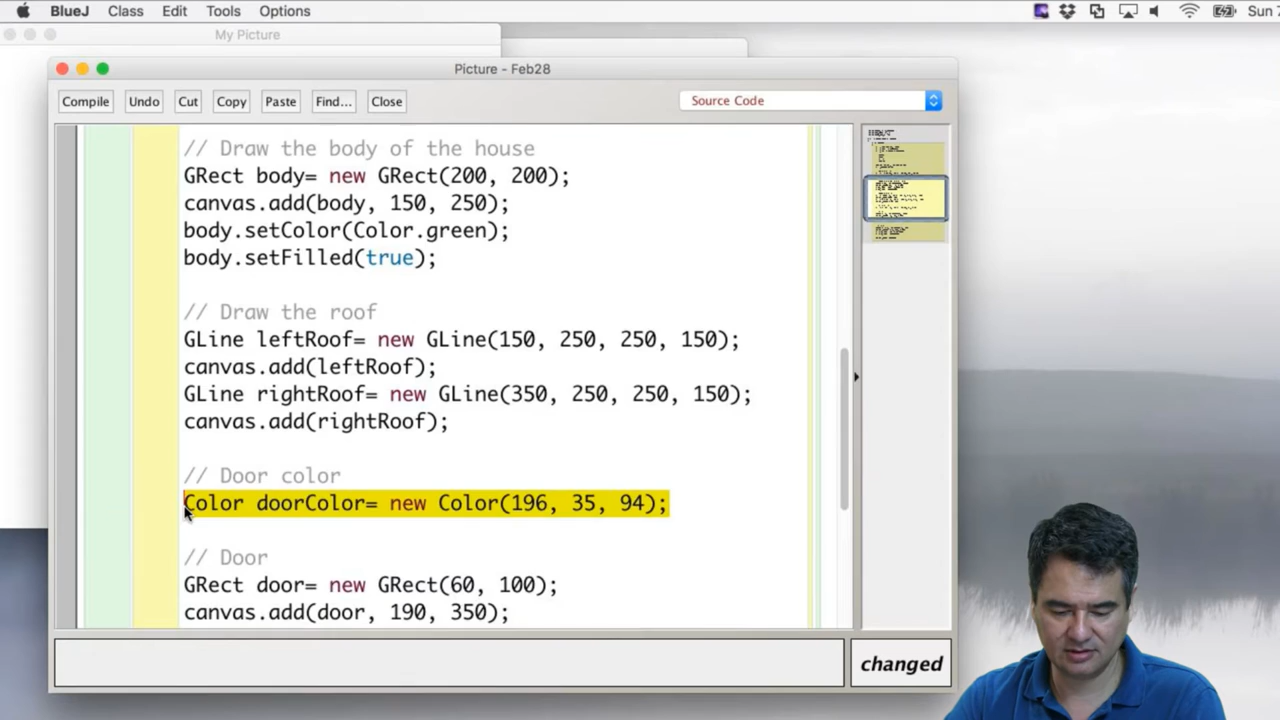 BlueJ Class Edit Tools Options Sun 7
My Picture
Picture - Feb28
Compile Undo Cut Copy Paste Find... Close Source Code
// Draw the body of the house
GRect body= new GRect(200, 200);
canvas.add(body, 150, 250);
body.setColor(Color.green);
body.setFilled(true);
// Draw the roof
GLine leftRoof= new GLine(150, 250, 250, 150);
canvas.add(leftRoof);
GLine rightRoof= new GLine(350, 250, 250, 150);
canvas.add(rightRoof);
// Door color
Color doorColor= new Color(196, 35, 94);
// Door
GRect door= new GRect(60, 100);
canvas.add(door, 190, 350);
changed